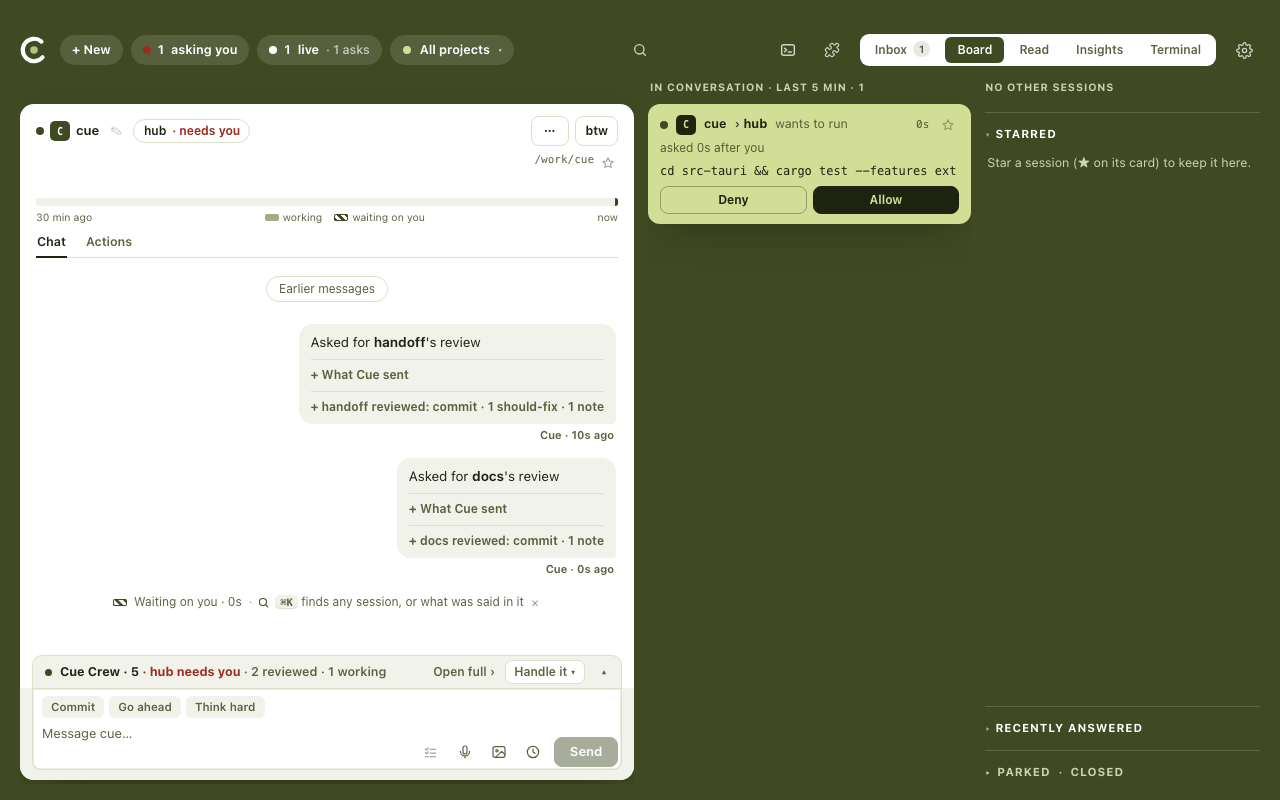 + New
1 asking you
1 live · 1 asks
All projects
Inbox 1
Board
Read
Insights
Terminal
C cue
hub · needs you
···
btw
/work/cue
30 min ago
working
waiting on you
now
Chat
Actions
Earlier messages
Asked for handoff's review
+ What Cue sent
+ handoff reviewed: commit · 1 should-fix · 1 note
Cue · 10s ago
Asked for docs's review
+ What Cue sent
+ docs reviewed: commit · 1 note
Cue · 0s ago
Waiting on you · 0s · ⌘K finds any session, or what was said in it ×
Cue Crew · 5 · hub needs you · 2 reviewed · 1 working
Open full ›
Handle it
Commit
Go ahead
Think hard
Message cue…
Send
IN CONVERSATION · LAST 5 MIN · 1
C cue › hub wants to run 0s
asked 0s after you
cd src-tauri && cargo test --features ext
Deny
Allow
NO OTHER SESSIONS
STARRED
Star a session (★ on its card) to keep it here.
RECENTLY ANSWERED
PARKED · CLOSED